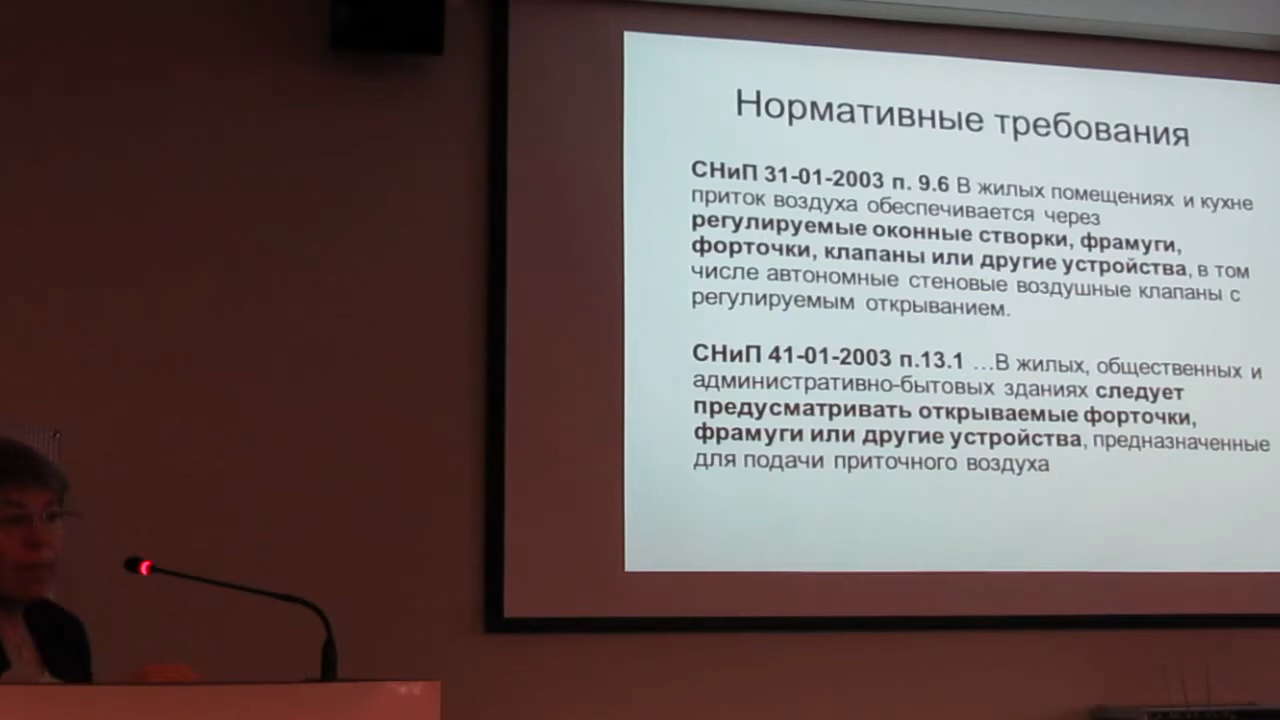 Нормативные требования
СНиП 31-01-2003 п. 9.6 В жилых помещениях и кухне
приток воздуха обеспечивается через
регулируемые оконные створки, фрамуги,
форточки, клапаны или другие устройства, в том
числе автономные стеновые воздушные клапаны с
регулируемым открыванием.
СНиП 41-01-2003 п.13.1 ...В жилых, общественных и
административно-бытовых зданиях следует
предусматривать открываемые форточки,
фрамуги или другие устройства, предназначенные
для подачи приточного воздуха